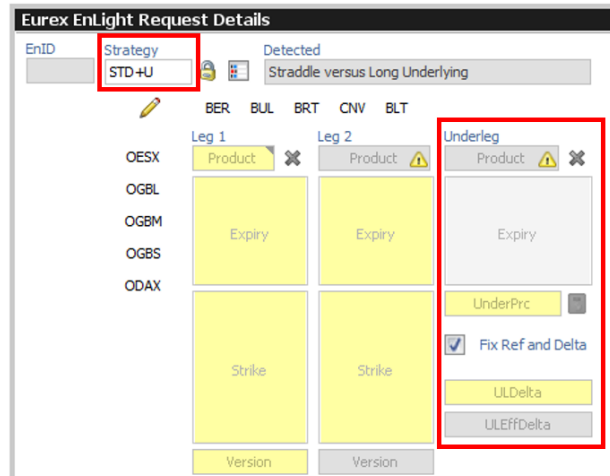 Eurex EnLight Request Details
EnID Strategy Detected
STD+U Straddle versus Long Underlying
BER BUL BRT CNV BLT
Leg 1 Leg 2 Underleg
OESX Product Product Product
OGBL
Expiry Expiry Expiry
OGBM
OGBS
ODAX
UnderPrc
Fix Ref and Delta
Strike Strike
ULDelta
ULEffDelta
Version Version